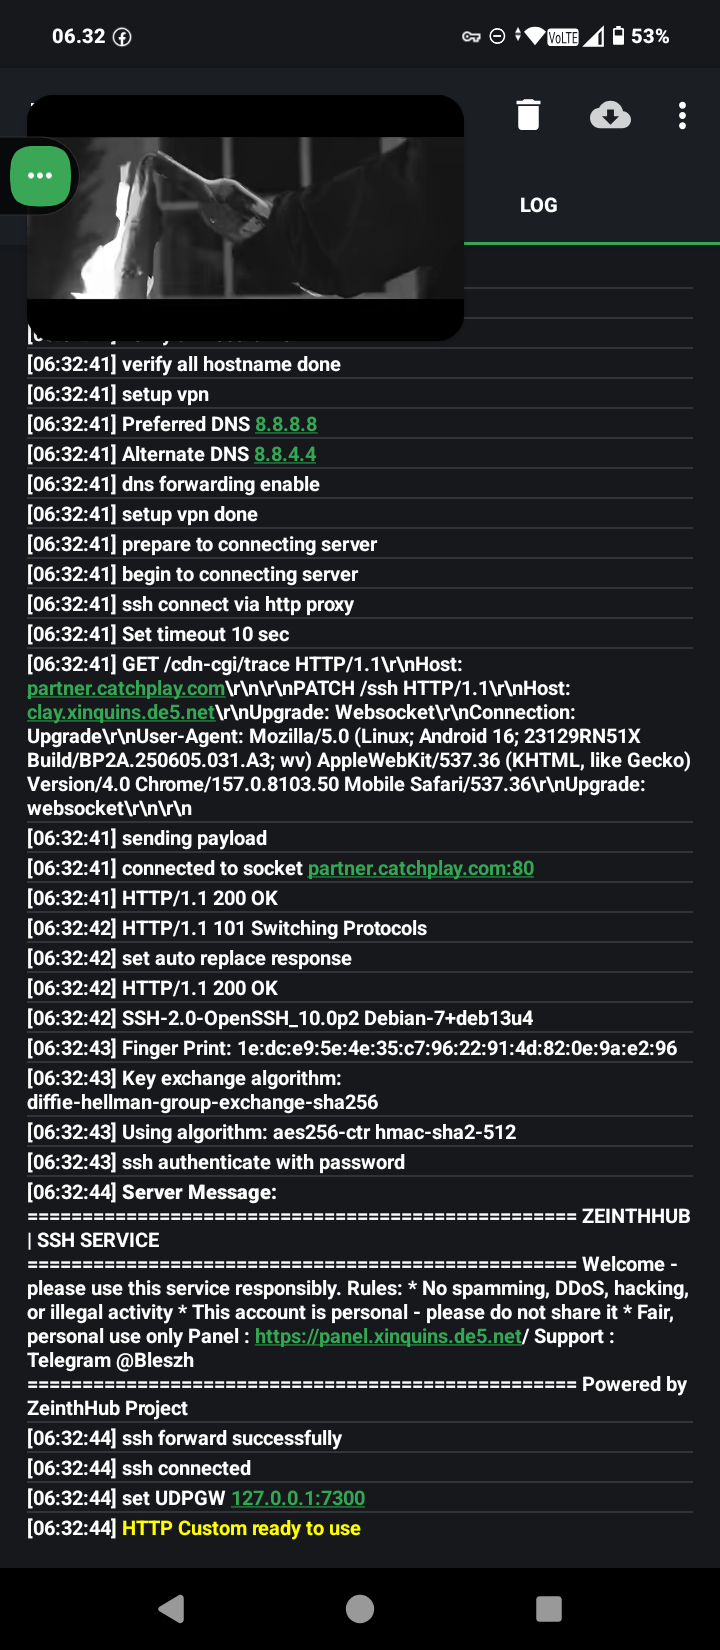 06.32
VoLTE
53%
LOG
[06:32:41] verify all hostname done
[06:32:41] setup vpn
[06:32:41] Preferred DNS 8.8.8.8
[06:32:41] Alternate DNS 8.8.4.4
[06:32:41] dns forwarding enable
[06:32:41] setup vpn done
[06:32:41] prepare to connecting server
[06:32:41] begin to connecting server
[06:32:41] ssh connect via http proxy
[06:32:41] Set timeout 10 sec
[06:32:41] GET /cdn-cgi/trace HTTP/1.1\r\nHost:
partner.catchplay.com\r\n\r\nPATCH /ssh HTTP/1.1\r\nHost:
clay.xinquins.de5.net\r\nUpgrade: Websocket\r\nConnection:
Upgrade\r\nUser-Agent: Mozilla/5.0 (Linux; Android 16; 23129RN51X
Build/BP2A.250605.031.A3; wv) AppleWebKit/537.36 (KHTML, like Gecko)
Version/4.0 Chrome/157.0.8103.50 Mobile Safari/537.36\r\nUpgrade:
websocket\r\n\r\n
[06:32:41] sending payload
[06:32:41] connected to socket partner.catchplay.com:80
[06:32:41] HTTP/1.1 200 OK
[06:32:42] HTTP/1.1 101 Switching Protocols
[06:32:42] set auto replace response
[06:32:42] HTTP/1.1 200 OK
[06:32:42] SSH-2.0-OpenSSH_10.0p2 Debian-7+deb13u4
[06:32:43] Finger Print: 1e:dc:e9:5e:4e:35:c7:96:22:91:4d:82:0e:9a:e2:96
[06:32:43] Key exchange algorithm:
diffie-hellman-group-exchange-sha256
[06:32:43] Using algorithm: aes256-ctr hmac-sha2-512
[06:32:43] ssh authenticate with password
[06:32:44] Server Message:
================================================== ZEINTHHUB
| SSH SERVICE
================================================== Welcome -
please use this service responsibly. Rules: * No spamming, DDoS, hacking,
or illegal activity * This account is personal - please do not share it * Fair,
personal use only Panel : https://panel.xinquins.de5.net/ Support :
Telegram @Bleszh
================================================== Powered by
ZeinthHub Project
[06:32:44] ssh forward successfully
[06:32:44] ssh connected
[06:32:44] set UDPGW 127.0.0.1:7300
[06:32:44] HTTP Custom ready to use